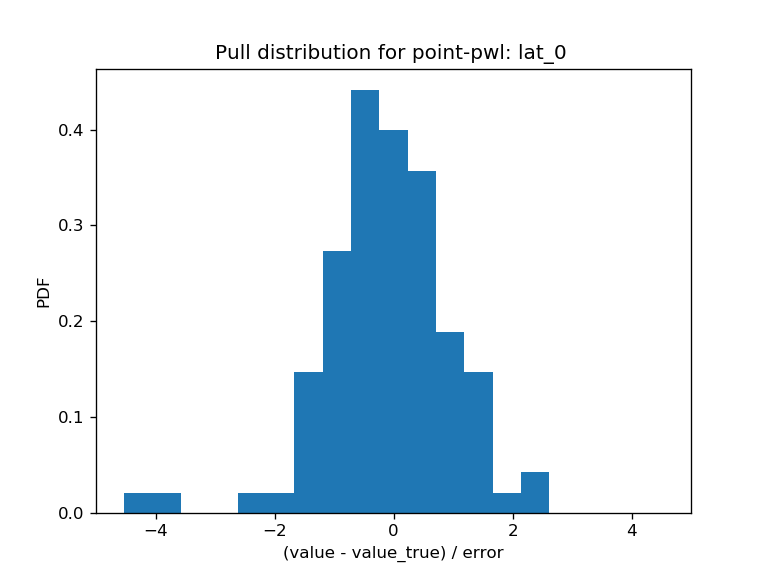 Pull distribution for point-pwl: lat_0
PDF
0.4
0.3
0.2
0.1
0.0
−4 −2 0 2 4
(value - value_true) / error